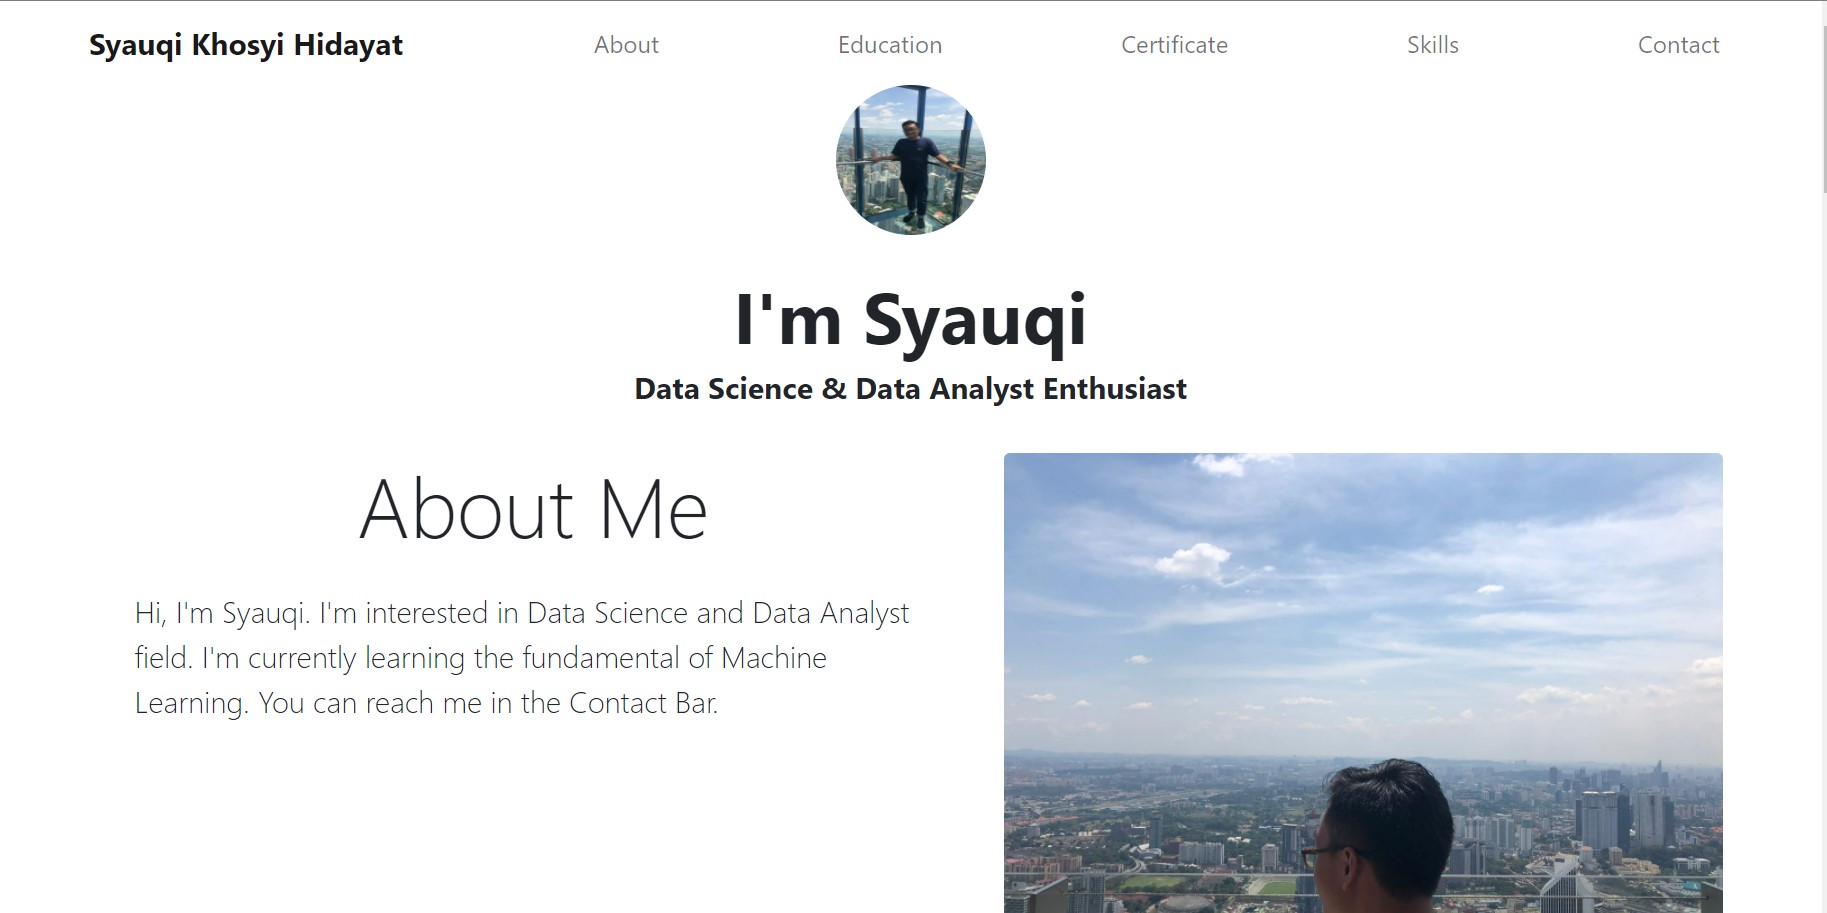 Syauqi Khosyi Hidayat
About
Education
Certificate
Skills
Contact
I'm Syauqi
Data Science & Data Analyst Enthusiast
About Me
Hi, I'm Syauqi. I'm interested in Data Science and Data Analyst
field. I'm currently learning the fundamental of Machine
Learning. You can reach me in the Contact Bar.